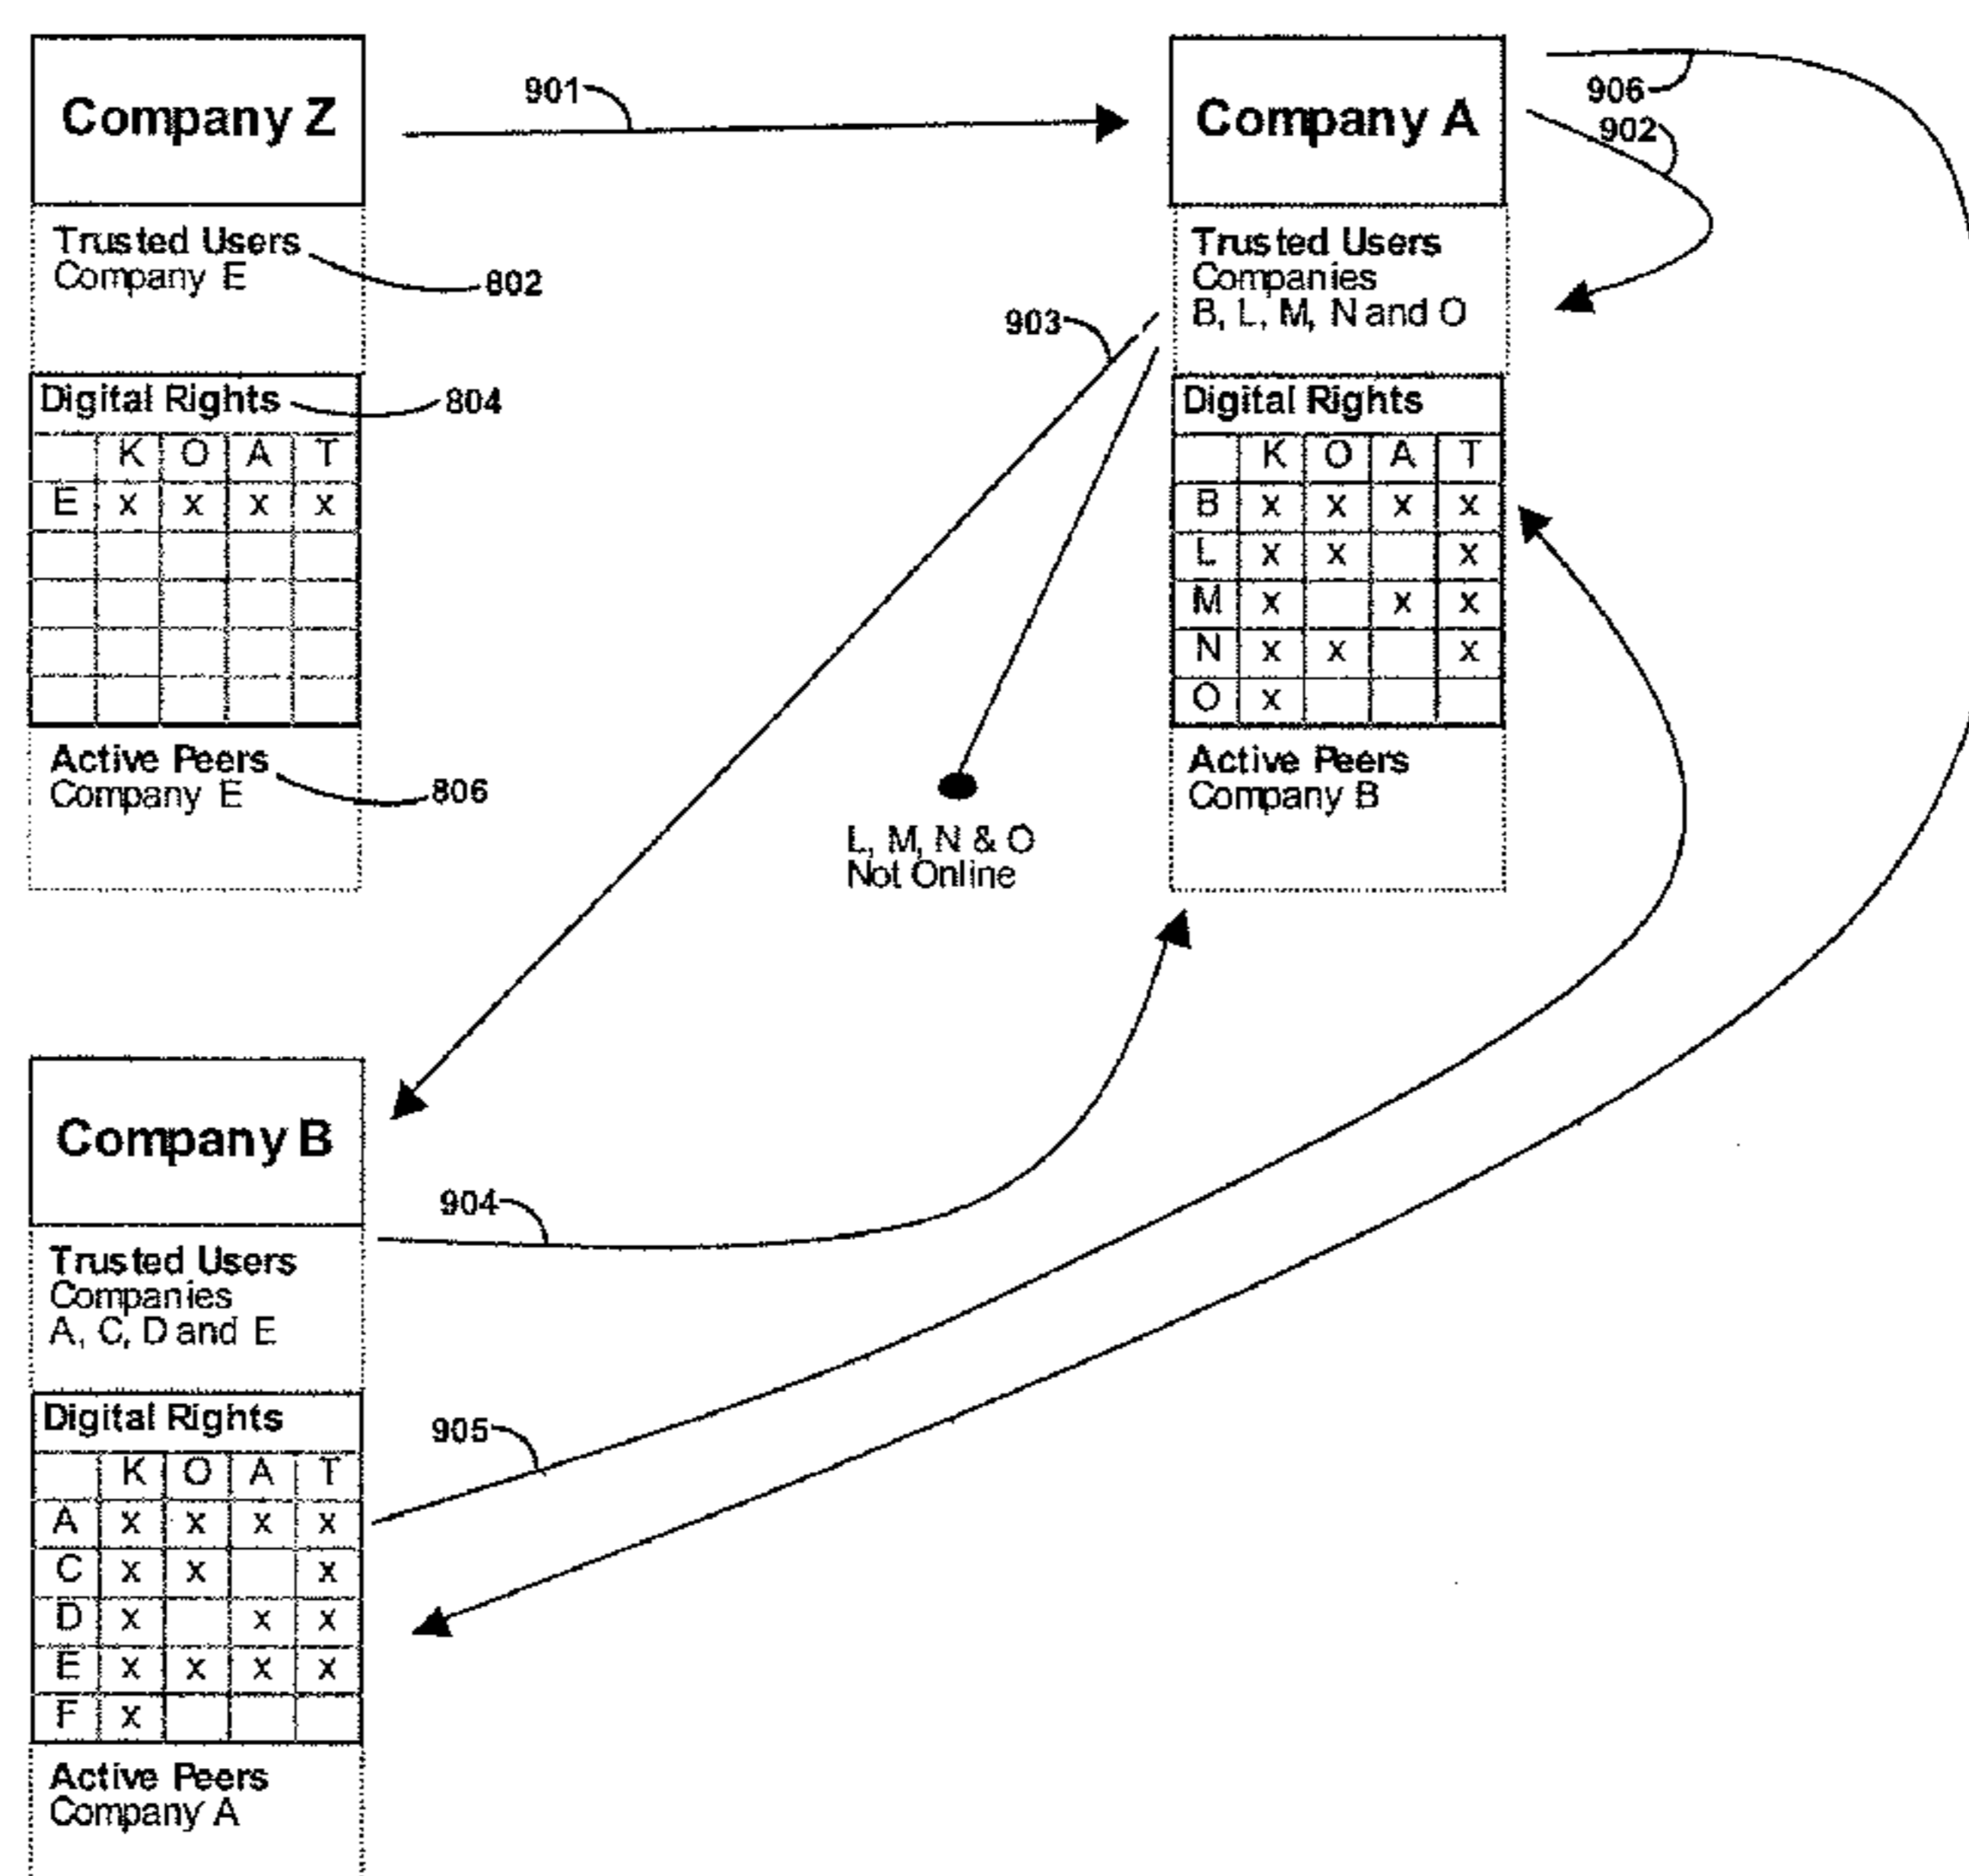 Company Z
901
Company A
906
902
Trusted Users
Company E
802
Trusted Users
Companies
B, L, M, N and O
903
Digital Rights
804
K O A T
E x x x x
Digital Rights
K O A T
B x x x x
L x x x
M x x x
N x x x
O x
Active Peers
Company E
806
Active Peers
Company B
L, M, N & O
Not Online
Company B
904
Trusted Users
Companies
A, C, D and E
Digital Rights
905
K O A T
A x x x x
C x x x
D x x x
E x x x x
F x
Active Peers
Company A